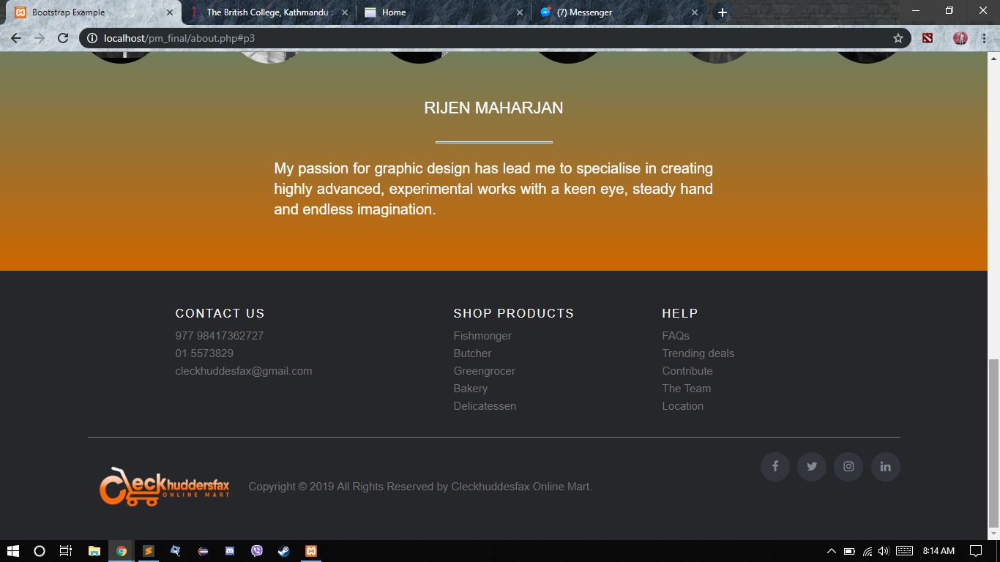 Bootstrap Example
The British College, Kathmandu
Home
(7) Messenger
localhost/pm_final/about.php#p3
RIJEN MAHARJAN
My passion for graphic design has lead me to specialise in creating
highly advanced, experimental works with a keen eye, steady hand
and endless imagination.
CONTACT US
977 98417362727
01 5573829
cleckhuddesfax@gmail.com
SHOP PRODUCTS
Fishmonger
Butcher
Greengrocer
Bakery
Delicatessen
HELP
FAQs
Trending deals
Contribute
The Team
Location
Cleckhuddersfax
ONLINE MART
Copyright © 2019 All Rights Reserved by Cleckhuddesfax Online Mart.
8:14 AM